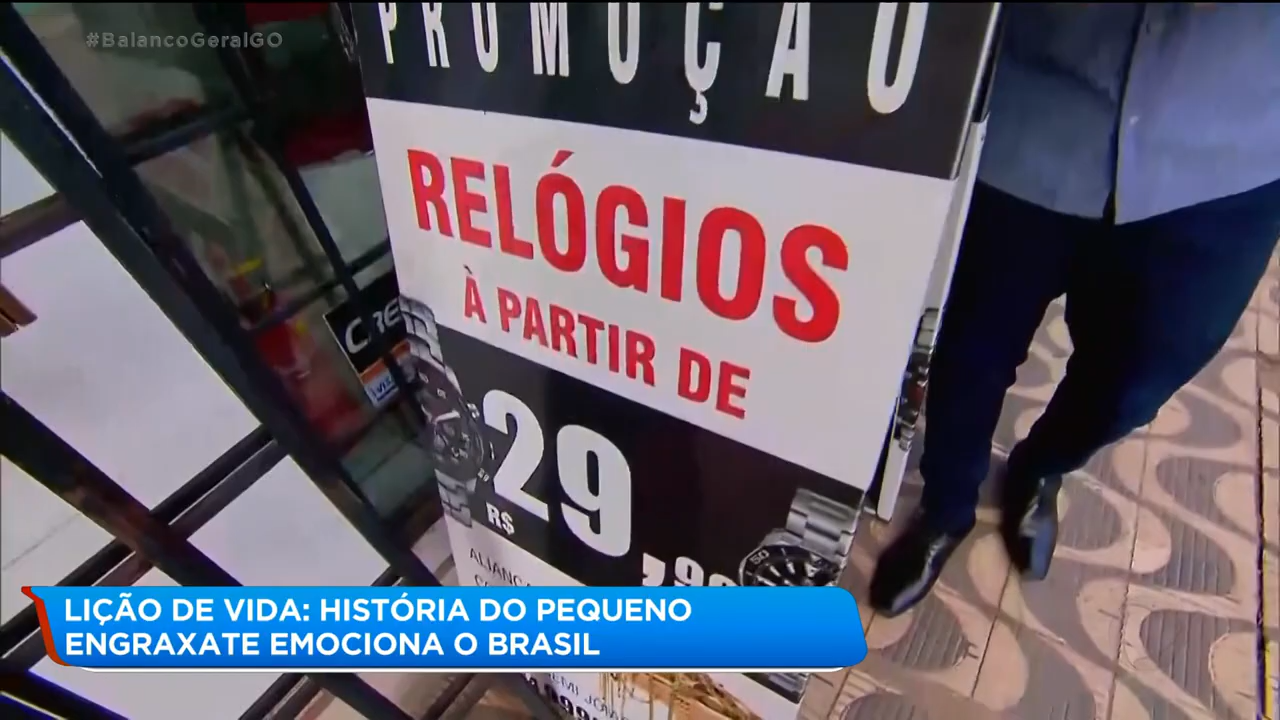 #BalancoGeralGO
PROMOÇÃO
RELÓGIOS
À PARTIR DE
R$ 29
LIÇÃO DE VIDA: HISTÓRIA DO PEQUENO
ENGRAXATE EMOCIONA O BRASIL